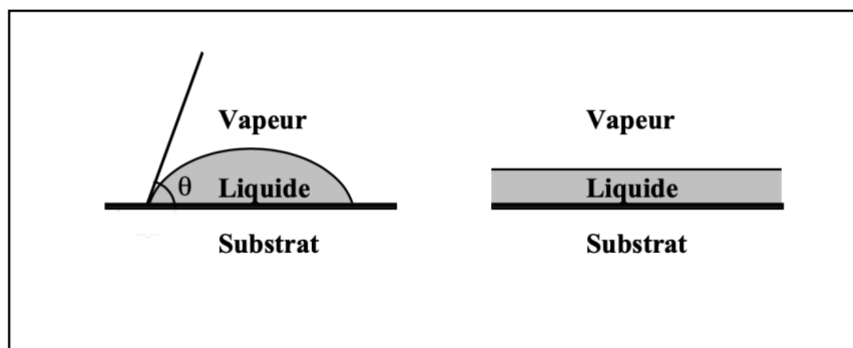 Vapeur
θ
Liquide
Substrat
Vapeur
Liquide
Substrat